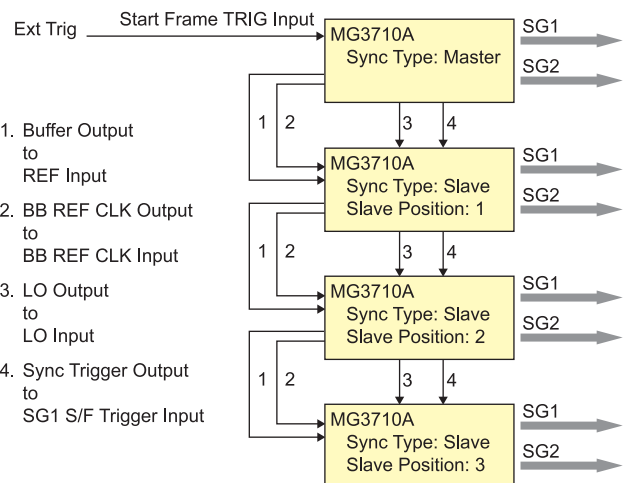 Ext Trig
Start Frame TRIG Input
MG3710A
Sync Type: Master
SG1
SG2
1 2 3 4
1. Buffer Output
to
REF Input
2. BB REF CLK Output
to
BB REF CLK Input
3. LO Output
to
LO Input
4. Sync Trigger Output
to
SG1 S/F Trigger Input
MG3710A
Sync Type: Slave
Slave Position: 1
SG1
SG2
1 2 3 4
MG3710A
Sync Type: Slave
Slave Position: 2
SG1
SG2
1 2 3 4
MG3710A
Sync Type: Slave
Slave Position: 3
SG1
SG2